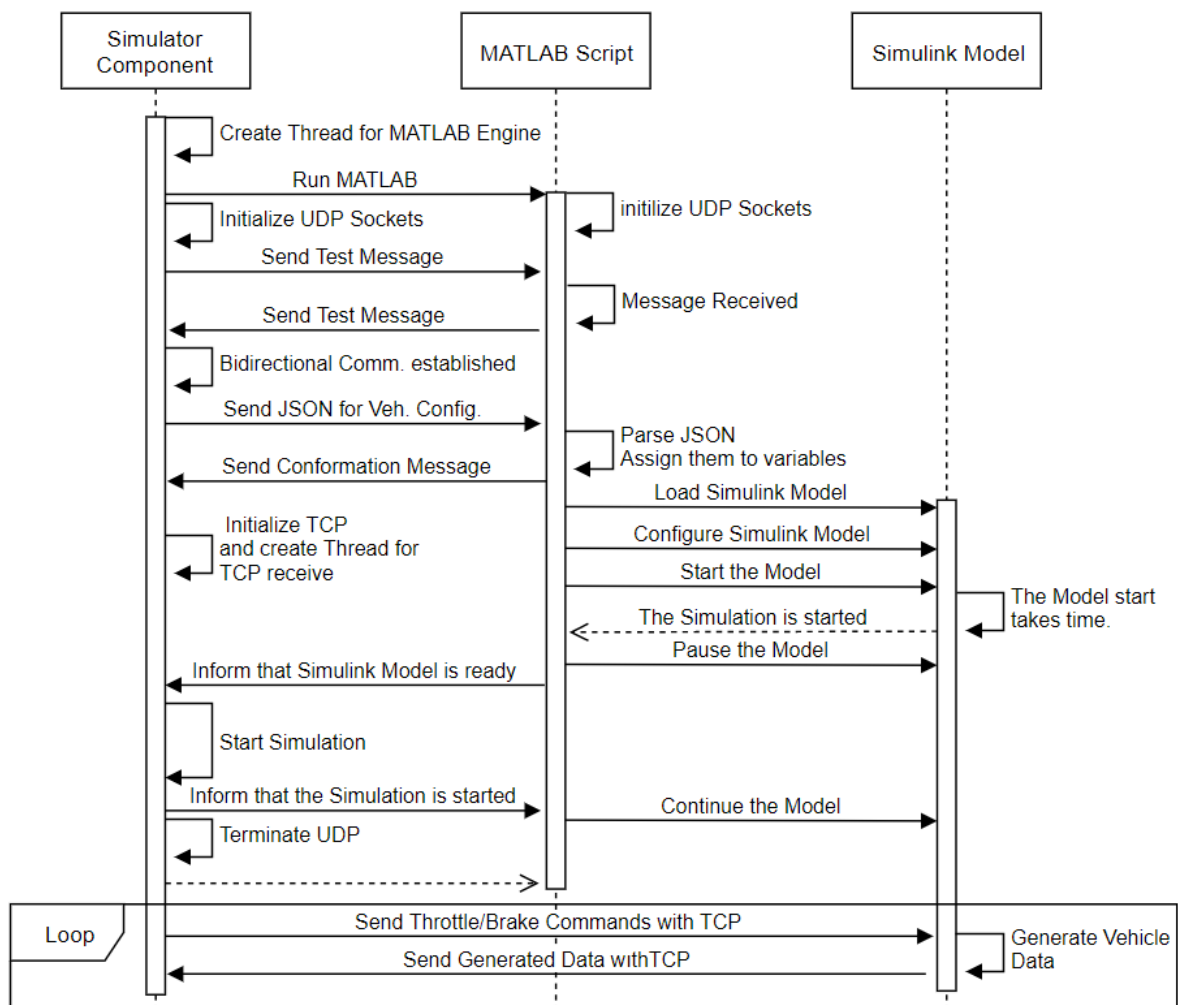 Simulator
Component
MATLAB Script
Simulink Model
Create Thread for MATLAB Engine
Run MATLAB
initilize UDP Sockets
Initialize UDP Sockets
Send Test Message
Message Received
Send Test Message
Bidirectional Comm. established
Send JSON for Veh. Config.
Parse JSON
Assign them to variables
Send Conformation Message
Load Simulink Model
Initialize TCP
and create Thread for
TCP receive
Configure Simulink Model
Start the Model
The Model start
takes time.
The Simulation is started
Pause the Model
Inform that Simulink Model is ready
Start Simulation
Inform that the Simulation is started
Continue the Model
Terminate UDP
Loop
Send Throttle/Brake Commands with TCP
Generate Vehicle
Data
Send Generated Data withTCP